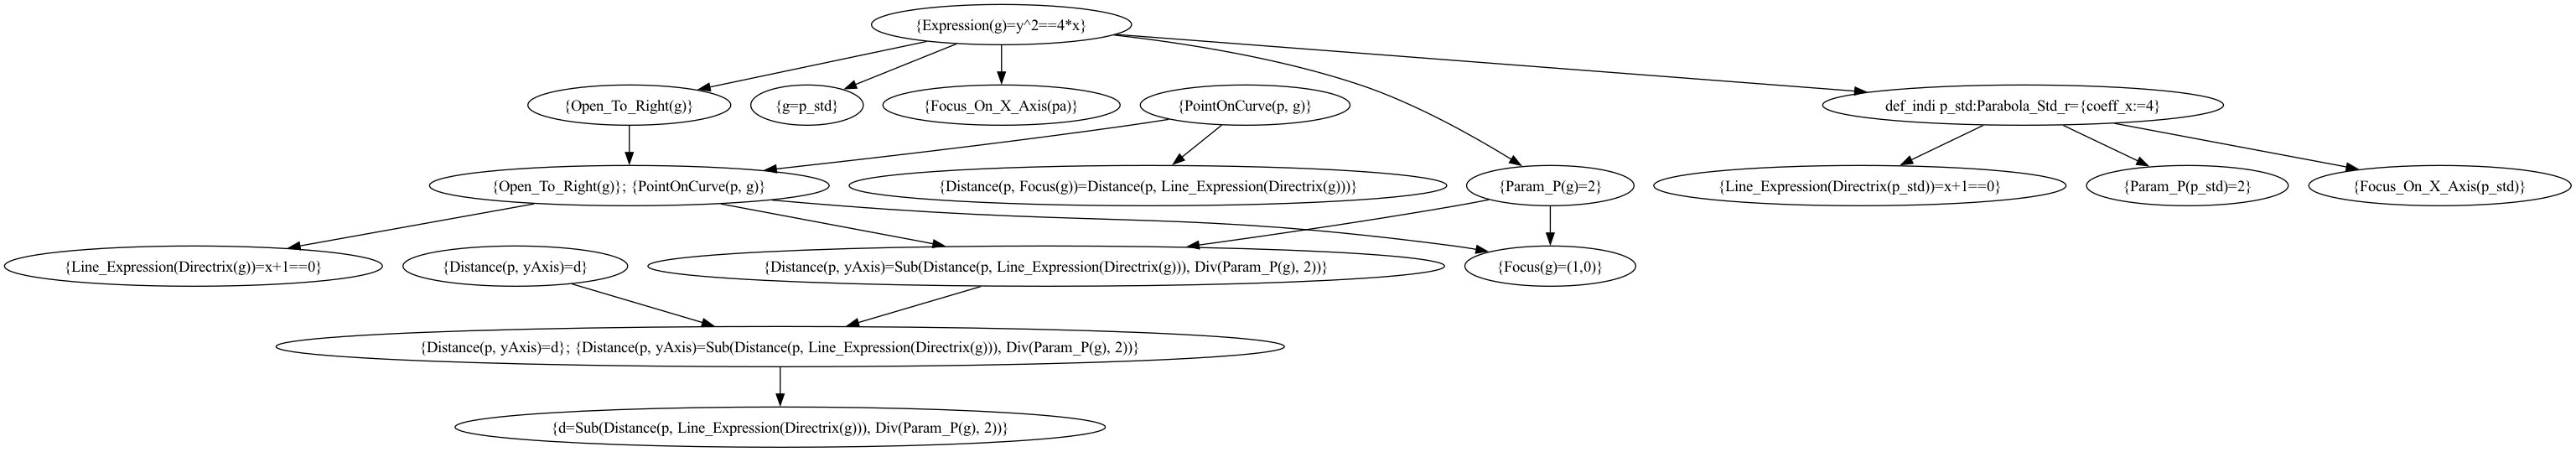 {Expression(g)=y^2==4*x}
{Open_To_Right(g)}
{g=p_std}
{Focus_On_X_Axis(pa)}
{PointOnCurve(p, g)}
def_indi p_std:Parabola_Std_r={coeff_x:=4}
{Open_To_Right(g)}; {PointOnCurve(p, g)}
{Distance(p, Focus(g))=Distance(p, Line_Expression(Directrix(g)))}
{Param_P(g)=2}
{Line_Expression(Directrix(p_std))=x+1==0}
{Param_P(p_std)=2}
{Focus_On_X_Axis(p_std)}
{Line_Expression(Directrix(g))=x+1==0}
{Distance(p, yAxis)=d}
{Distance(p, yAxis)=Sub(Distance(p, Line_Expression(Directrix(g))), Div(Param_P(g), 2))}
{Focus(g)=(1,0)}
{Distance(p, yAxis)=d}; {Distance(p, yAxis)=Sub(Distance(p, Line_Expression(Directrix(g))), Div(Param_P(g), 2))}
{d=Sub(Distance(p, Line_Expression(Directrix(g))), Div(Param_P(g), 2))}